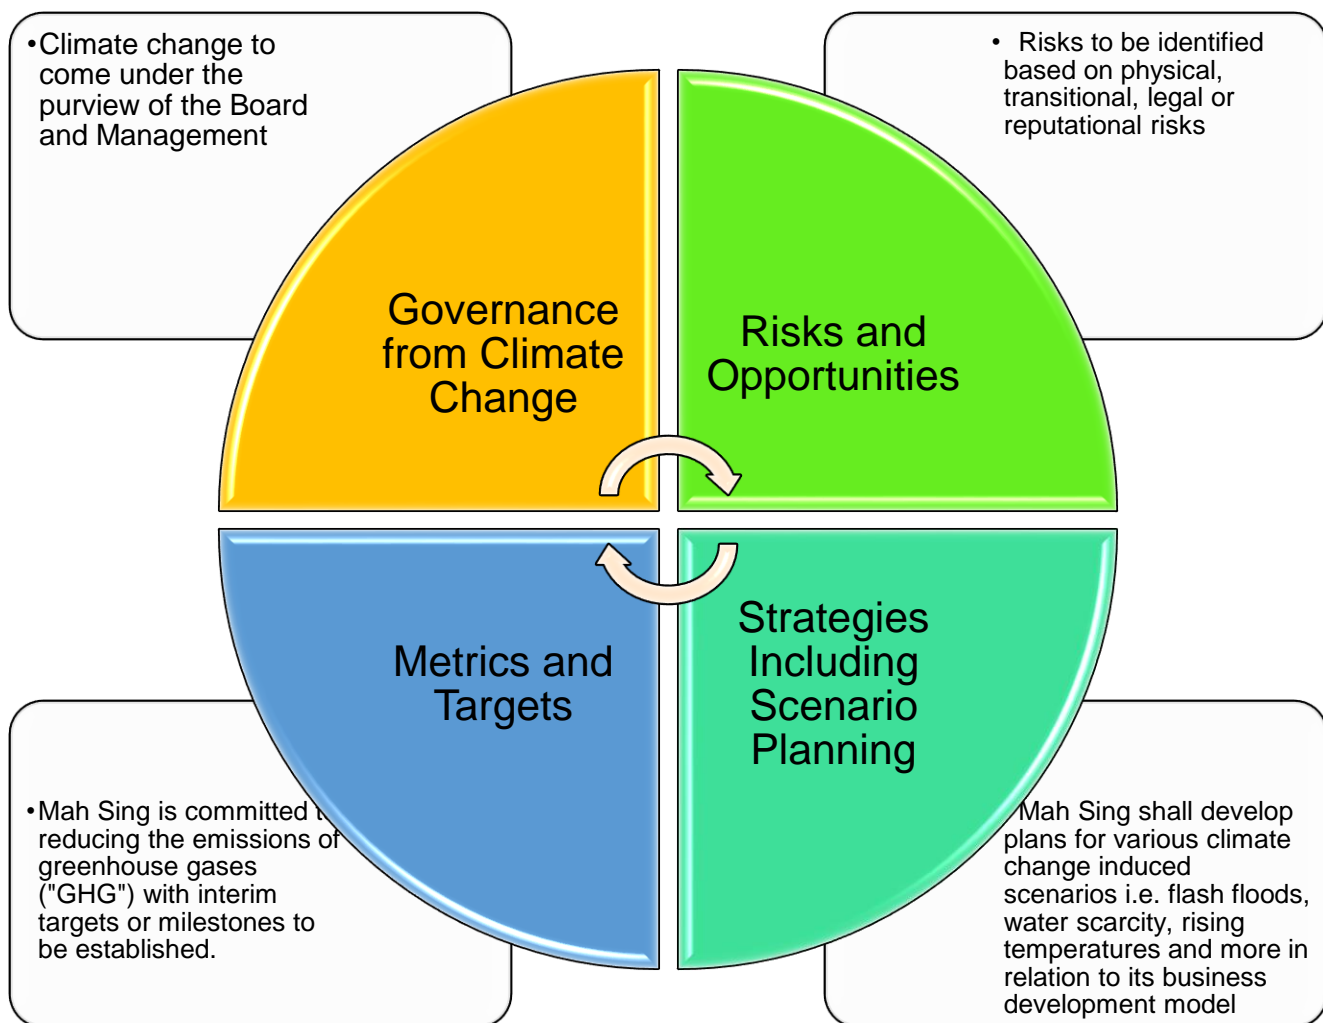 •Climate change to
come under the
purview of the Board
and Management
• Risks to be identified
based on physical,
transitional, legal or
reputational risks
Governance
from Climate
Change
Risks and
Opportunities
Metrics and
Targets
Strategies
Including
Scenario
Planning
•Mah Sing is committed t
reducing the emissions of
greenhouse gases
("GHG") with interim
targets or milestones to
be established.
Mah Sing shall develop
plans for various climate
change induced
scenarios i.e. flash floods,
water scarcity, rising
temperatures and more in
relation to its business
development model